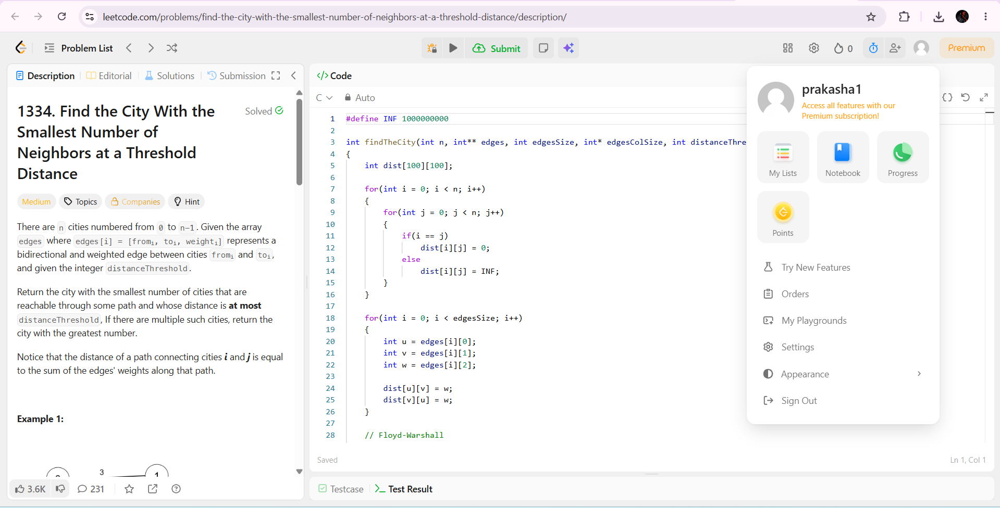 leetcode.com/problems/find-the-city-with-the-smallest-number-of-neighbors-at-a-threshold-distance/description/
Problem List
Submit
0
Premium
Description
Editorial
Solutions
Submission
1334. Find the City With the
Smallest Number of
Neighbors at a Threshold
Distance
Solved
Medium
Topics
Companies
Hint
There are n cities numbered from 0 to n-1. Given the array
edges where edges[i] = [fromi, toi, weighti] represents a
bidirectional and weighted edge between cities fromi and toi,
and given the integer distanceThreshold.
Return the city with the smallest number of cities that are
reachable through some path and whose distance is at most
distanceThreshold, If there are multiple such cities, return the
city with the greatest number.
Notice that the distance of a path connecting cities i and j is equal
to the sum of the edges' weights along that path.
Example 1:
3
1
3.6K
231
</> Code
C
Auto
1 #define INF 1000000000
2
3 int findTheCity(int n, int** edges, int edgesSize, int* edgesColSize, int distanceThre
4 {
5 int dist[100][100];
6
7 for(int i = 0; i < n; i++)
8 {
9 for(int j = 0; j < n; j++)
10 {
11 if(i == j)
12 dist[i][j] = 0;
13 else
14 dist[i][j] = INF;
15 }
16 }
17
18 for(int i = 0; i < edgesSize; i++)
19 {
20 int u = edges[i][0];
21 int v = edges[i][1];
22 int w = edges[i][2];
23
24 dist[u][v] = w;
25 dist[v][u] = w;
26 }
27
28 // Floyd-Warshall
Saved
Ln 1, Col 1
Testcase
Test Result
prakasha1
Access all features with our
Premium subscription!
My Lists
Notebook
Progress
Points
Try New Features
Orders
My Playgrounds
Settings
Appearance
Sign Out